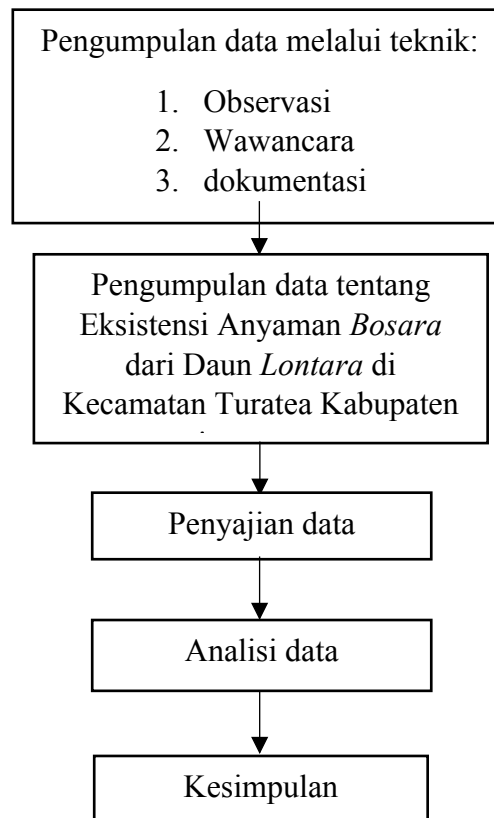 Pengumpulan data melalui teknik:
1. Observasi
2. Wawancara
3. dokumentasi
Pengumpulan data tentang
Eksistensi Anyaman Bosara
dari Daun Lontara di
Kecamatan Turatea Kabupaten
Penyajian data
Analisi data
Kesimpulan